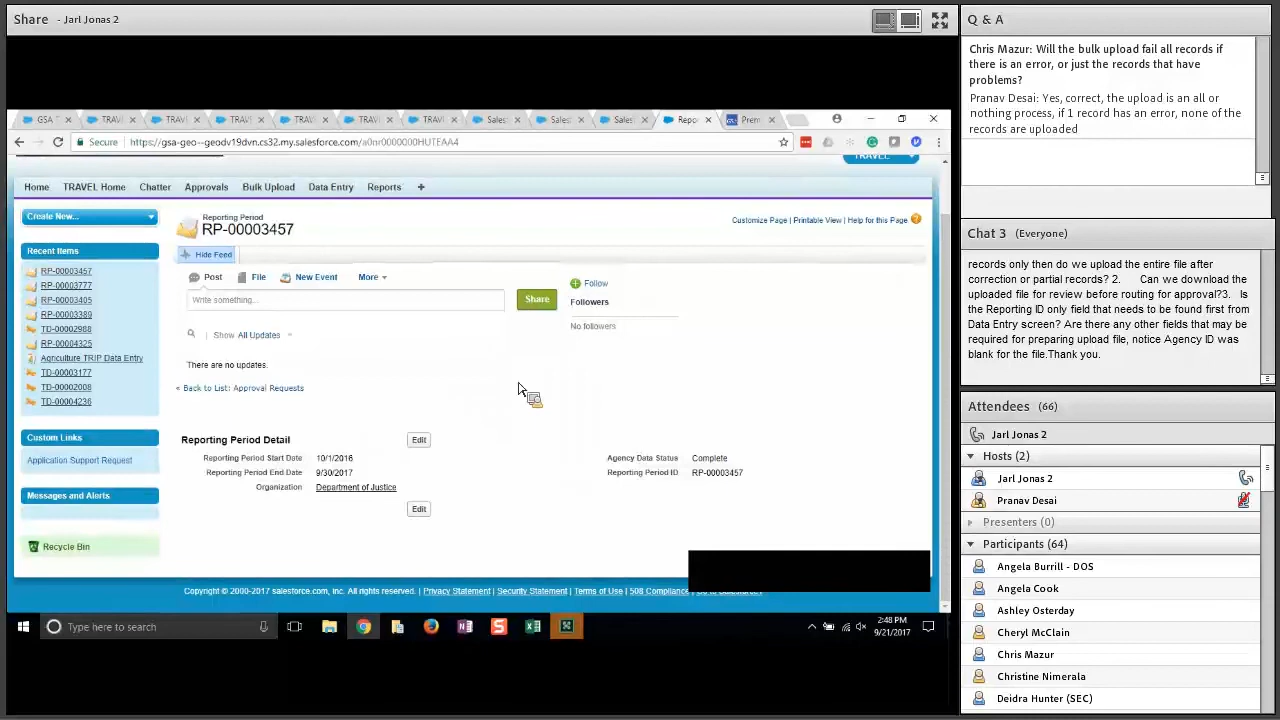 Share - Jarl Jonas 2
GSA
TRAVI
TRAVI
TRAVI
TRAVI
TRAVI
TRAVI
Sales
Sales
Sales
Repo
Prem
Secure https://gsa-geo--geodv19dvn.cs32.my.salesforce.com/a0nr0000000HUTEAA4
TRAVEL
Home TRAVEL Home Chatter Approvals Bulk Upload Data Entry Reports +
Create New...
Recent Items
RP-00003457
RP-00003777
RP-00003405
RP-00003389
TD-00002988
RP-00004325
Agriculture TRIP Data Entry
TD-00003177
TD-00002008
TD-00004236
Custom Links
Application Support Request
Messages and Alerts
Recycle Bin
Reporting Period
RP-00003457
Customize Page | Printable View | Help for this Page
Hide Feed
Post File New Event More
Write something...
Share
Follow
Followers
No followers
Show All Updates
There are no updates.
« Back to List: Approval Requests
Reporting Period Detail
Edit
Reporting Period Start Date 10/1/2016
Agency Data Status Complete
Reporting Period End Date 9/30/2017
Reporting Period ID RP-00003457
Organization Department of Justice
Edit
Copyright © 2000-2017 salesforce.com, inc. All rights reserved. | Privacy Statement | Security Statement | Terms of Use | 508 Compliance
Type here to search
2:48 PM
9/21/2017
Q & A
Chris Mazur: Will the bulk upload fail all records if
there is an error, or just the records that have
problems?
Pranav Desai: Yes, correct, the upload is an all or
nothing process, if 1 record has an error, none of the
records are uploaded
Chat 3 (Everyone)
records only then do we upload the entire file after
correction or partial records? 2. Can we download the
uploaded file for review before routing for approval?3. Is
the Reporting ID only field that needs to be found first from
Data Entry screen? Are there any other fields that may be
required for preparing upload file, notice Agency ID was
blank for the file.Thank you.
Attendees (66)
Jarl Jonas 2
Hosts (2)
Jarl Jonas 2
Pranav Desai
Presenters (0)
Participants (64)
Angela Burrill - DOS
Angela Cook
Ashley Osterday
Cheryl McClain
Chris Mazur
Christine Nimerala
Deidra Hunter (SEC)